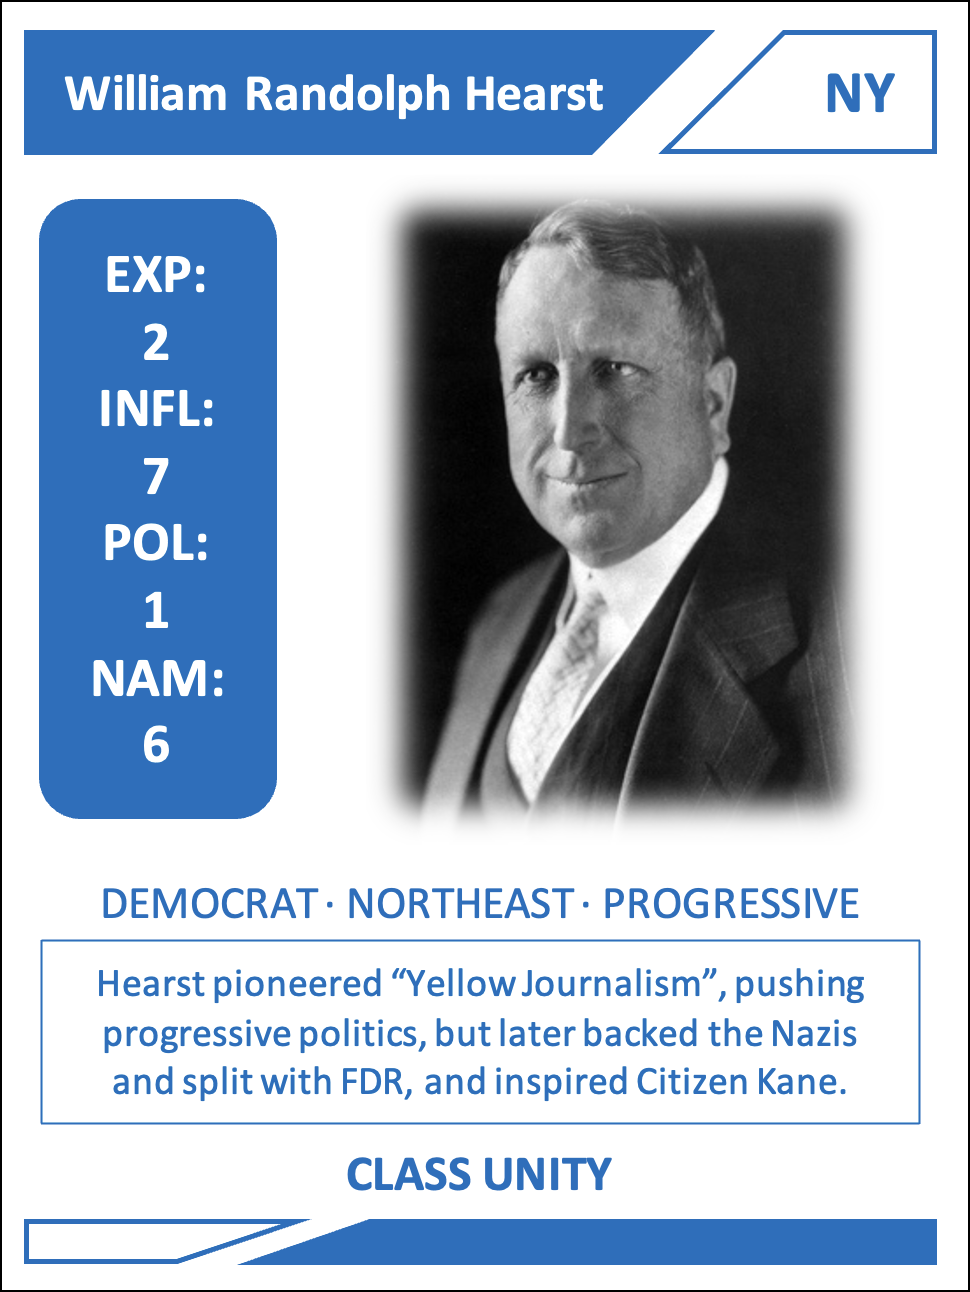 William Randolph Hearst
NY
EXP:
2
INFL:
7
POL:
1
NAM:
6
DEMOCRAT · NORTHEAST · PROGRESSIVE
Hearst pioneered “Yellow Journalism”, pushing
progressive politics, but later backed the Nazis
and split with FDR, and inspired Citizen Kane.
CLASS UNITY